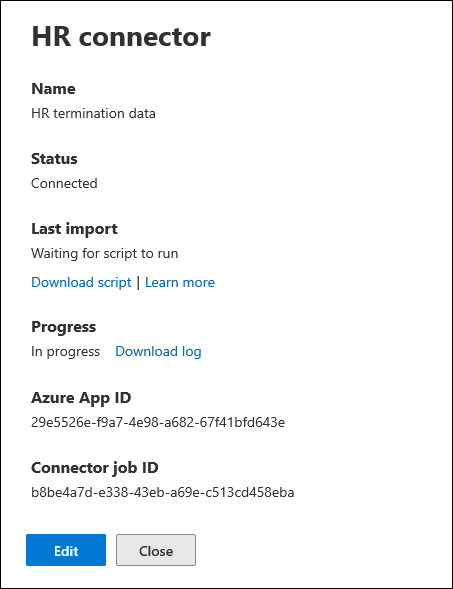 HR connector
Name
HR termination data
Status
Connected
Last import
Waiting for script to run
Download script | Learn more
Progress
In progress Download log
Azure App ID
29e5526e-f9a7-4e98-a682-67f41bfd643e
Connector job ID
b8be4a7d-e338-43eb-a69e-c513cd458eba
Edit Close